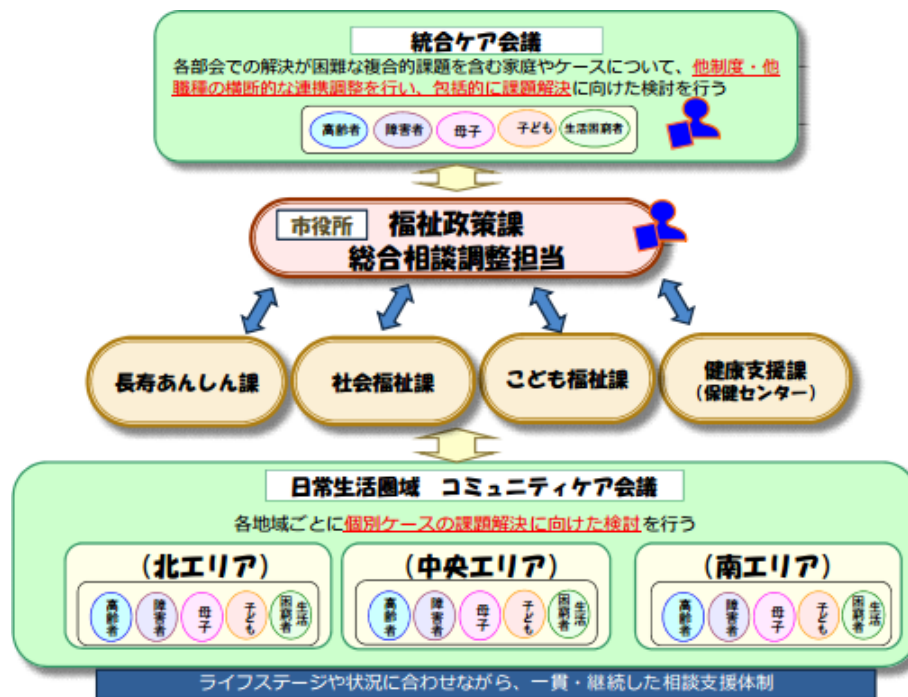 統合ケア会議
各部会での解決が困難な複合的課題を含む家庭やケースについて、他制度・他
職種の横断的な連携調整を行い、包括的に課題解決に向けた検討を行う
高齢者 障害者 母子 子ども 生活困窮者
市役所 福祉政策課
総合相談調整担当
長寿あんしん課 社会福祉課 こども福祉課 健康支援課
(保健センター)
日常生活圏域 コミュニティケア会議
各地域ごとに個別ケースの課題解決に向けた検討を行う
(北エリア) (中央エリア) (南エリア)
高齢者 障害者 母子 子ども 生活困窮者 高齢者 障害者 母子 子ども 生活困窮者 高齢者 障害者 母子 子ども 生活困窮者
ライフステージや状況に合わせながら、一貫・継続した相談支援体制